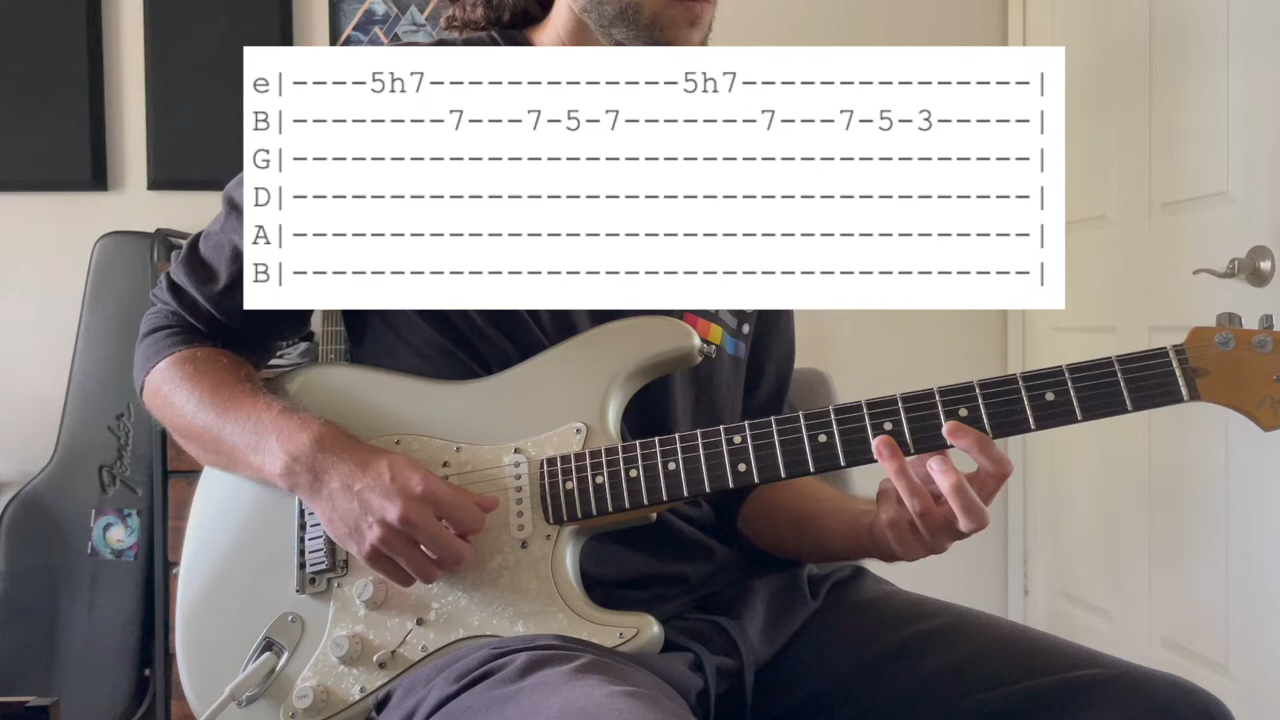 e|----5h7-------------5h7---------------|
B|--------7---7-5-7-------7---7-5-3-----|
G|--------------------------------------|
D|--------------------------------------|
A|--------------------------------------|
B|--------------------------------------|
Fender